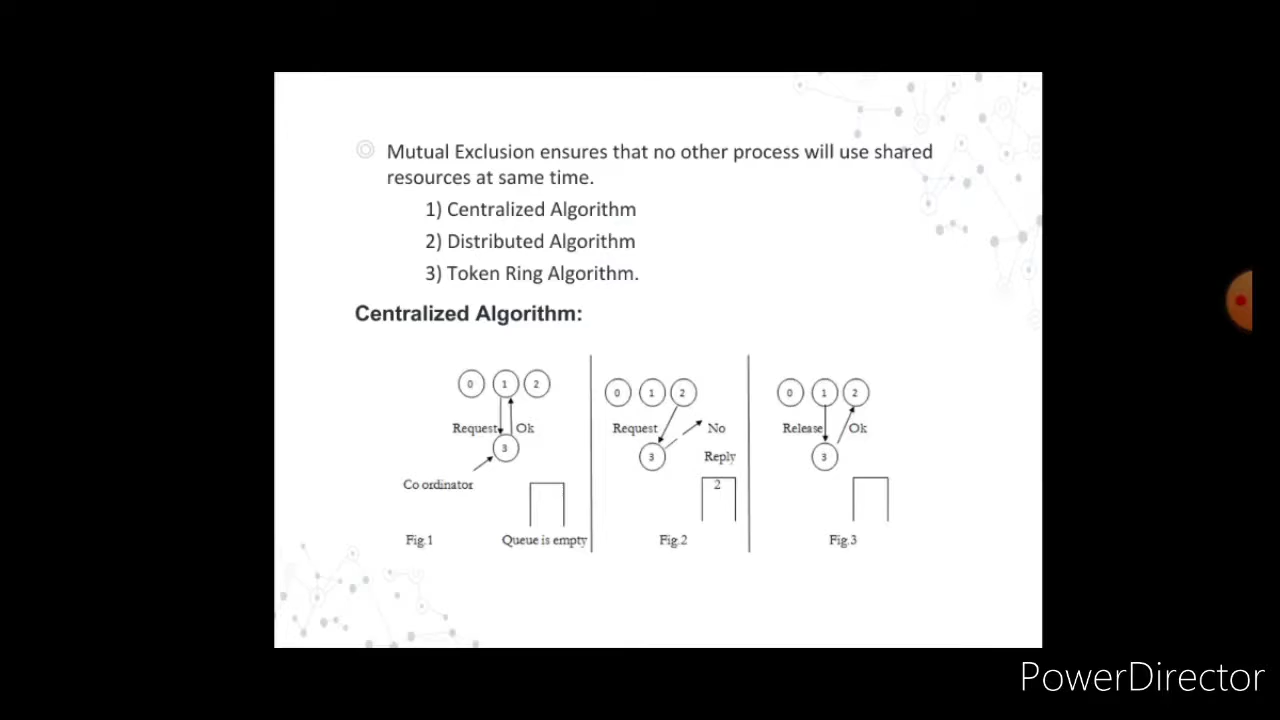 Mutual Exclusion ensures that no other process will use shared
resources at same time.
1) Centralized Algorithm
2) Distributed Algorithm
3) Token Ring Algorithm.
Centralized Algorithm:
0 1 2
Request Ok
3
Co ordinator
Fig.1
Queue is empty
0 1 2
Request No
3 Reply
2
Fig.2
0 1 2
Release Ok
3
Fig.3
PowerDirector